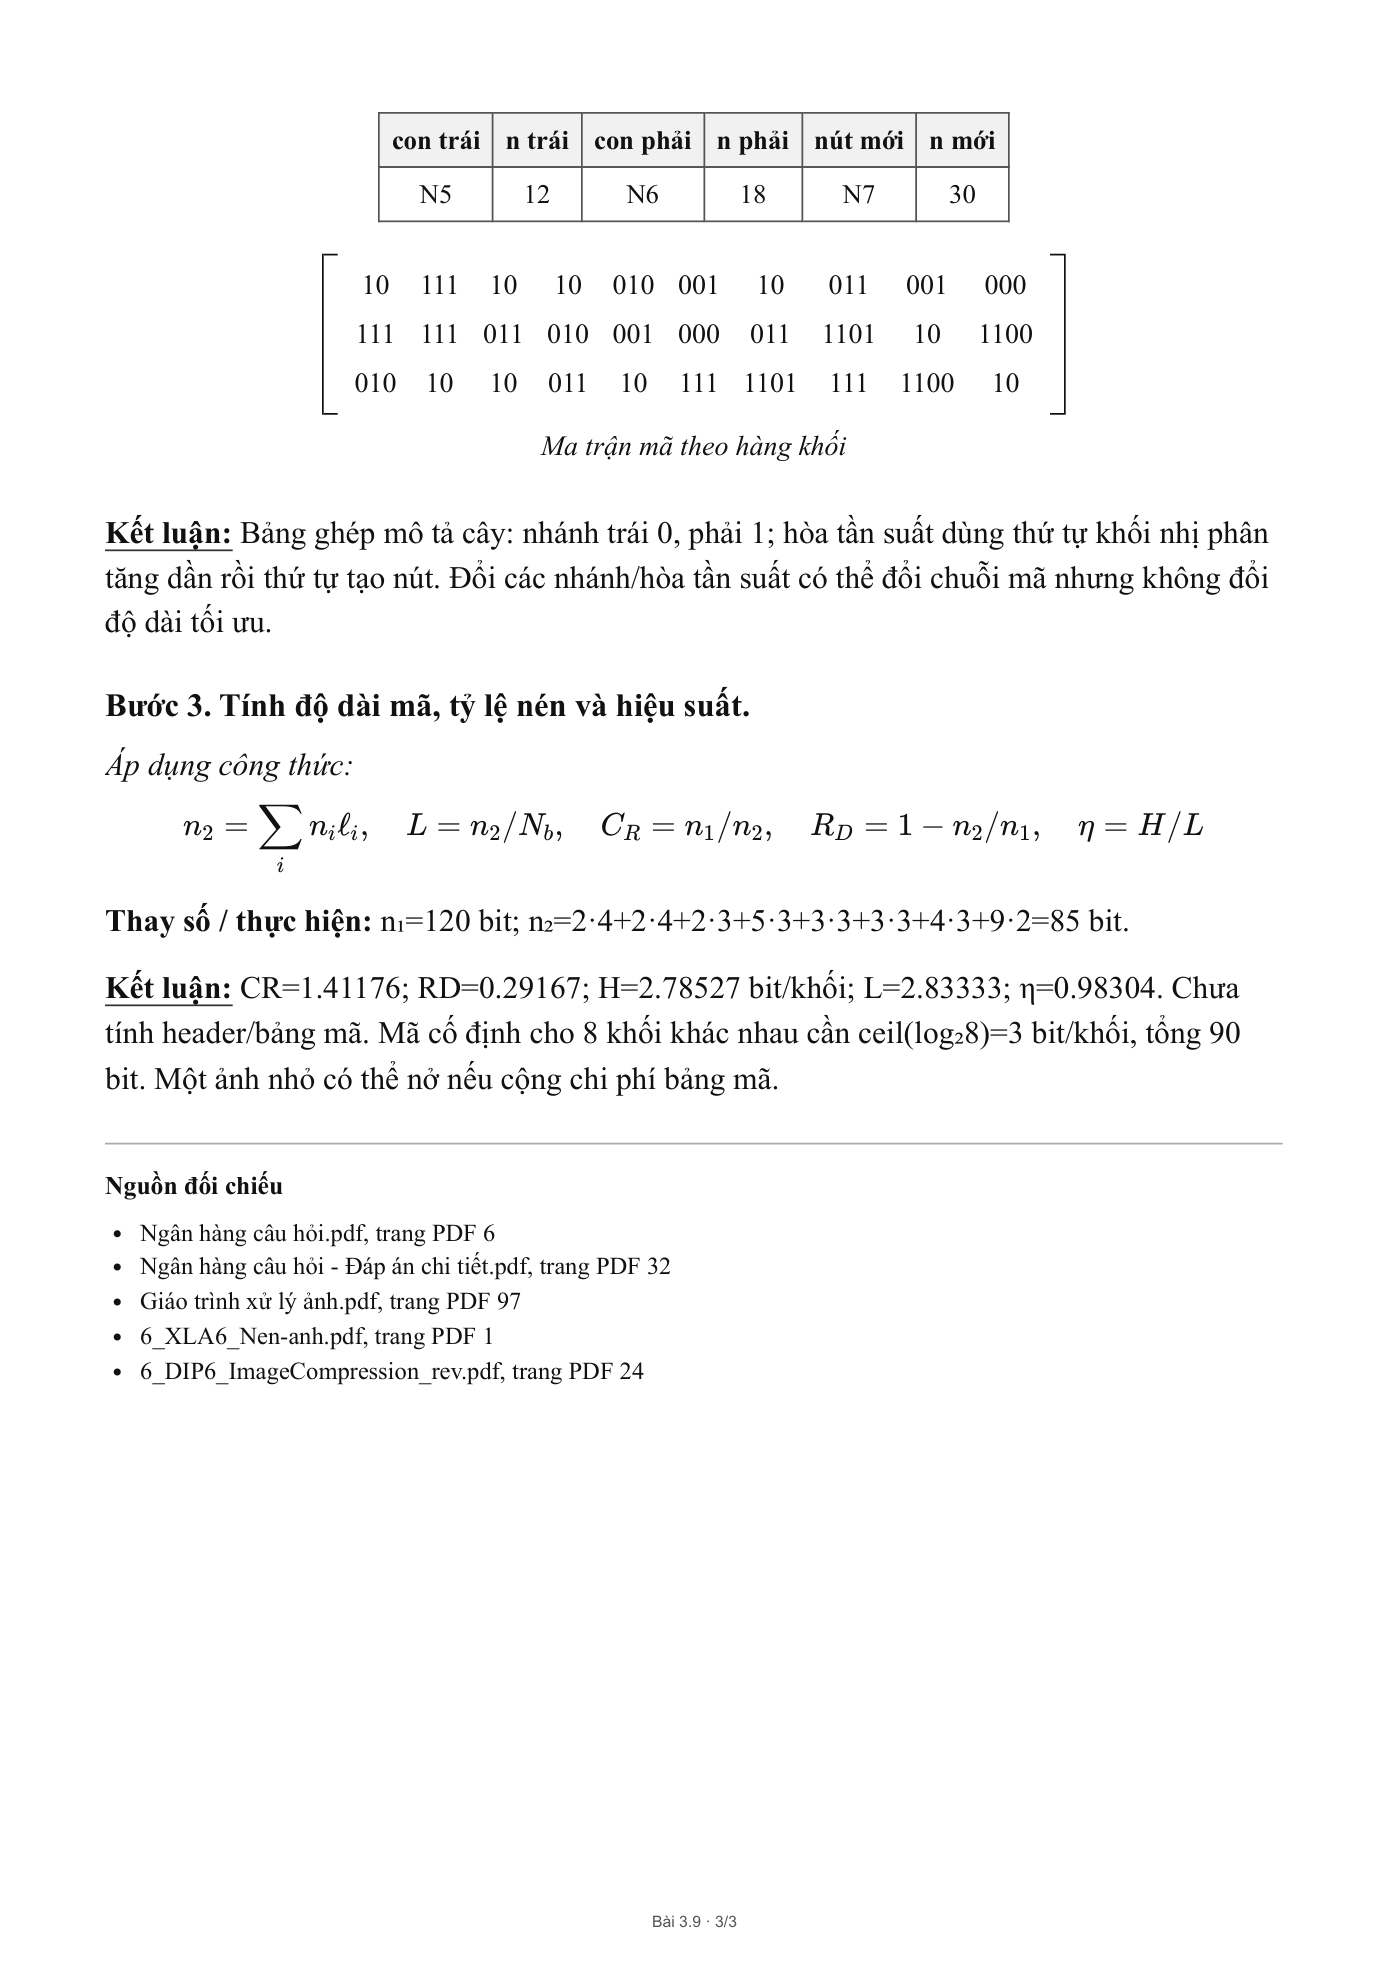 con trái n trái con phải n phải nút mới n mới
N5 12 N6 18 N7 30
10 111 10 10 010 001 10 011 001 000
111 111 011 010 001 000 011 1101 10 1100
010 10 10 011 10 111 1101 111 1100 10
Ma trận mã theo hàng khối
Kết luận: Bảng ghép mô tả cây: nhánh trái 0, phải 1; hòa tần suất dùng thứ tự khối nhị phân
tăng dần rồi thứ tự tạo nút. Đổi các nhánh/hòa tần suất có thể đổi chuỗi mã nhưng không đổi
độ dài tối ưu.
Bước 3. Tính độ dài mã, tỷ lệ nén và hiệu suất.
Áp dụng công thức:
n₂ = ∑ᵢ nᵢℓᵢ, L = n₂/N_b, C_R = n₁/n₂, R_D = 1 − n₂/n₁, η = H/L
Thay số / thực hiện: n₁=120 bit; n₂=2·4+2·4+2·3+5·3+3·3+3·3+4·3+9·2=85 bit.
Kết luận: CR=1.41176; RD=0.29167; H=2.78527 bit/khối; L=2.83333; η=0.98304. Chưa
tính header/bảng mã. Mã cố định cho 8 khối khác nhau cần ceil(log₂8)=3 bit/khối, tổng 90
bit. Một ảnh nhỏ có thể nở nếu cộng chi phí bảng mã.
Nguồn đối chiếu
• Ngân hàng câu hỏi.pdf, trang PDF 6
• Ngân hàng câu hỏi - Đáp án chi tiết.pdf, trang PDF 32
• Giáo trình xử lý ảnh.pdf, trang PDF 97
• 6_XLA6_Nen-anh.pdf, trang PDF 1
• 6_DIP6_ImageCompression_rev.pdf, trang PDF 24
Bài 3.9 · 3/3